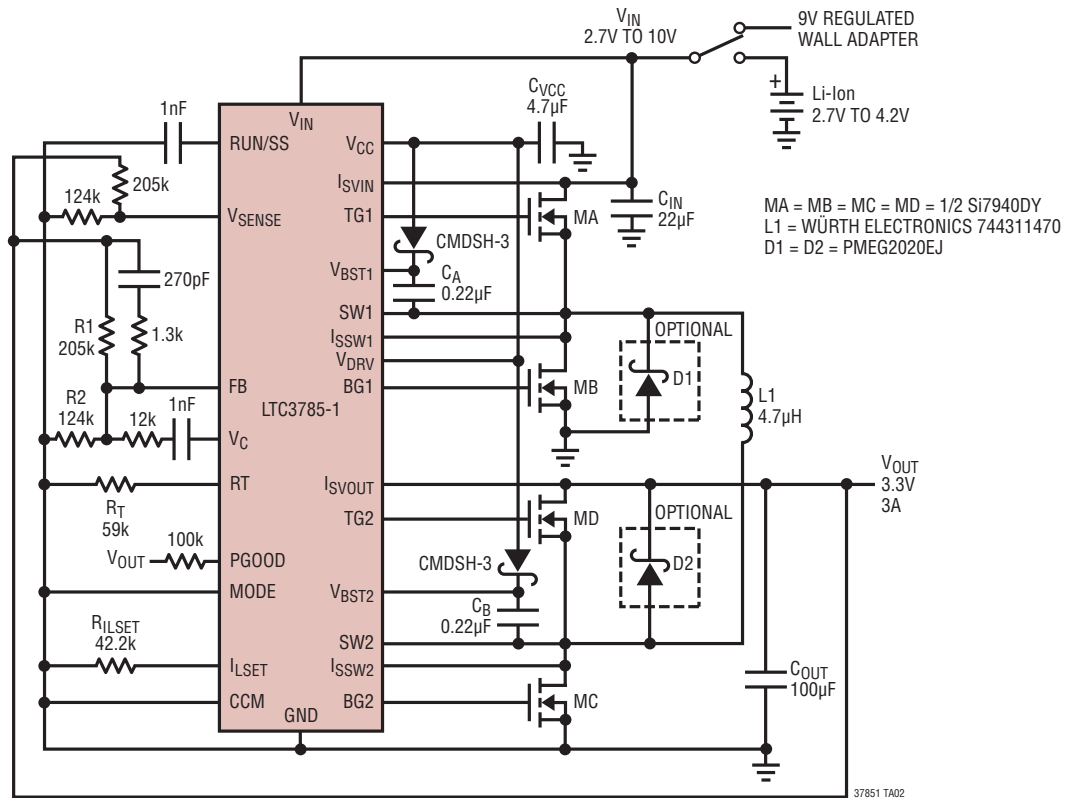 VIN
2.7V TO 10V
9V REGULATED
WALL ADAPTER
+
Li-Ion
2.7V TO 4.2V
1nF
CVCC
4.7µF
VIN
RUN/SS
VCC
205k
124k
ISVIN
VSENSE
TG1
MA
CIN
22µF
MA = MB = MC = MD = 1/2 Si7940DY
L1 = WÜRTH ELECTRONICS 744311470
D1 = D2 = PMEG2020EJ
CMDSH-3
270pF
VBST1
CA
0.22µF
SW1
R1
205k
1.3k
ISSW1
VDRV
OPTIONAL
FB
BG1
MB
D1
LTC3785-1
L1
4.7µH
R2
124k
12k
1nF
VC
RT
ISVOUT
VOUT
3.3V
3A
RT
59k
TG2
MD
OPTIONAL
VOUT
100k
PGOOD
CMDSH-3
D2
MODE
VBST2
CB
0.22µF
RILSET
42.2k
SW2
ILSET
ISSW2
COUT
100µF
CCM
BG2
MC
GND
37851 TA02